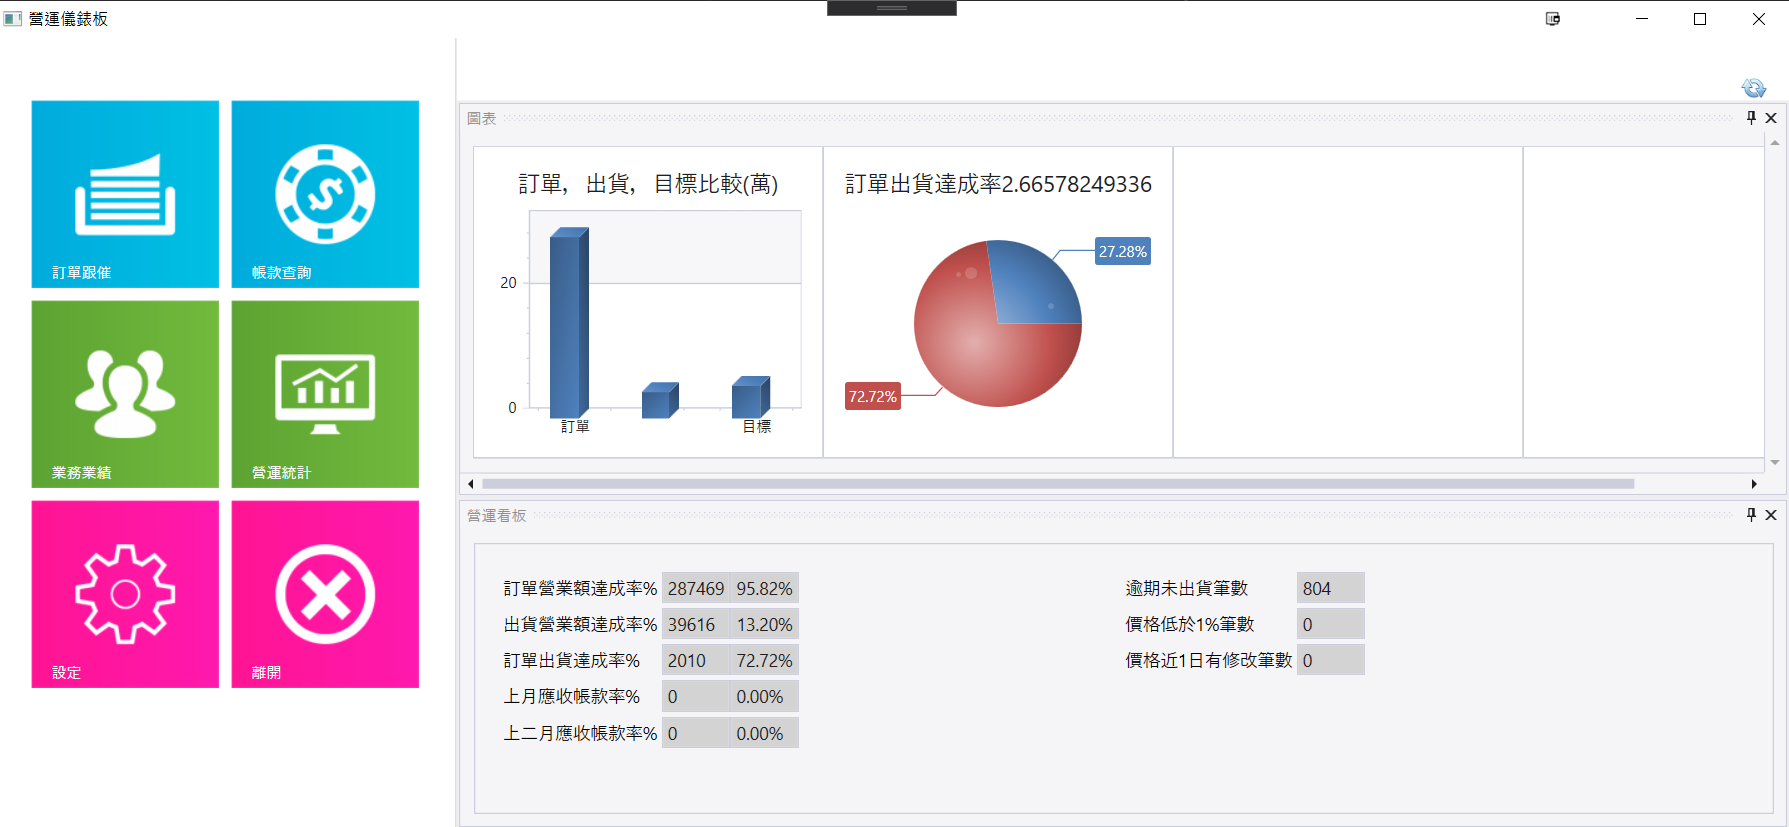 營運儀錶板
訂單跟催
帳款查詢
業務業績
營運統計
設定
離開
圖表
訂單, 出貨, 目標比較(萬)
20
0
訂單
目標
訂單出貨達成率2.66578249336
27.28%
72.72%
營運看板
訂單營業額達成率% 287469 95.82%
出貨營業額達成率% 39616 13.20%
訂單出貨達成率% 2010 72.72%
上月應收帳款率% 0 0.00%
上二月應收帳款率% 0 0.00%
逾期未出貨筆數 804
價格低於1%筆數 0
價格近1日有修改筆數 0